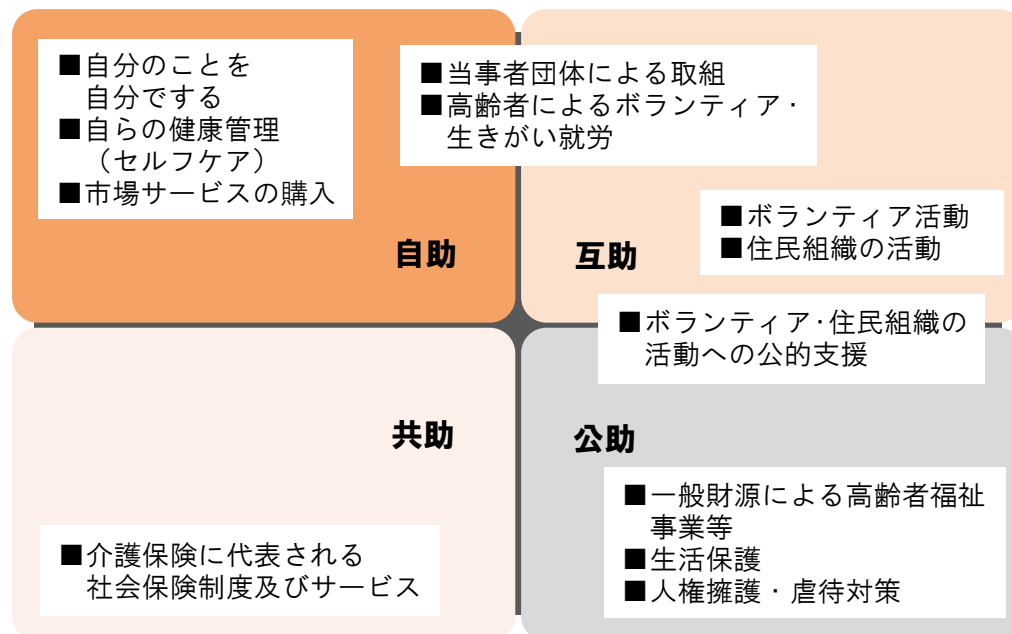 ■自分のことを
自分でする
■自らの健康管理
（セルフケア）
■市場サービスの購入
自助
■当事者団体による取組
■高齢者によるボランティア・
生きがい就労
■ボランティア活動
■住民組織の活動
互助
■ボランティア・住民組織の
活動への公的支援
共助
■介護保険に代表される
社会保険制度及びサービス
公助
■一般財源による高齢者福祉
事業等
■生活保護
■人権擁護・虐待対策